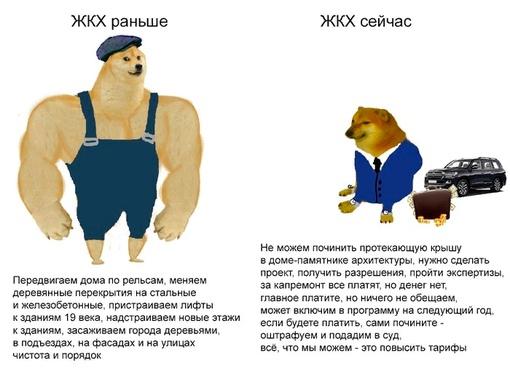 ЖКХ раньше
ЖКХ сейчас
Передвигаем дома по рельсам, меняем
деревянные перекрытия на стальные
и железобетонные, пристраиваем лифты
к зданиям 19 века, надстраиваем новые этажи
к зданиям, засаживаем города деревьями,
в подъездах, на фасадах и на улицах
чистота и порядок
Не можем починить протекающую крышу
в доме-памятнике архитектуры, нужно сделать
проект, получить разрешения, пройти экспертизы,
за капремонт все платят, но денег нет,
главное платите, но ничего не обещаем,
может включим в программу на следующий год,
если будете платить, сами почините -
оштрафуем и подадим в суд,
всё, что мы можем - это повысить тарифы